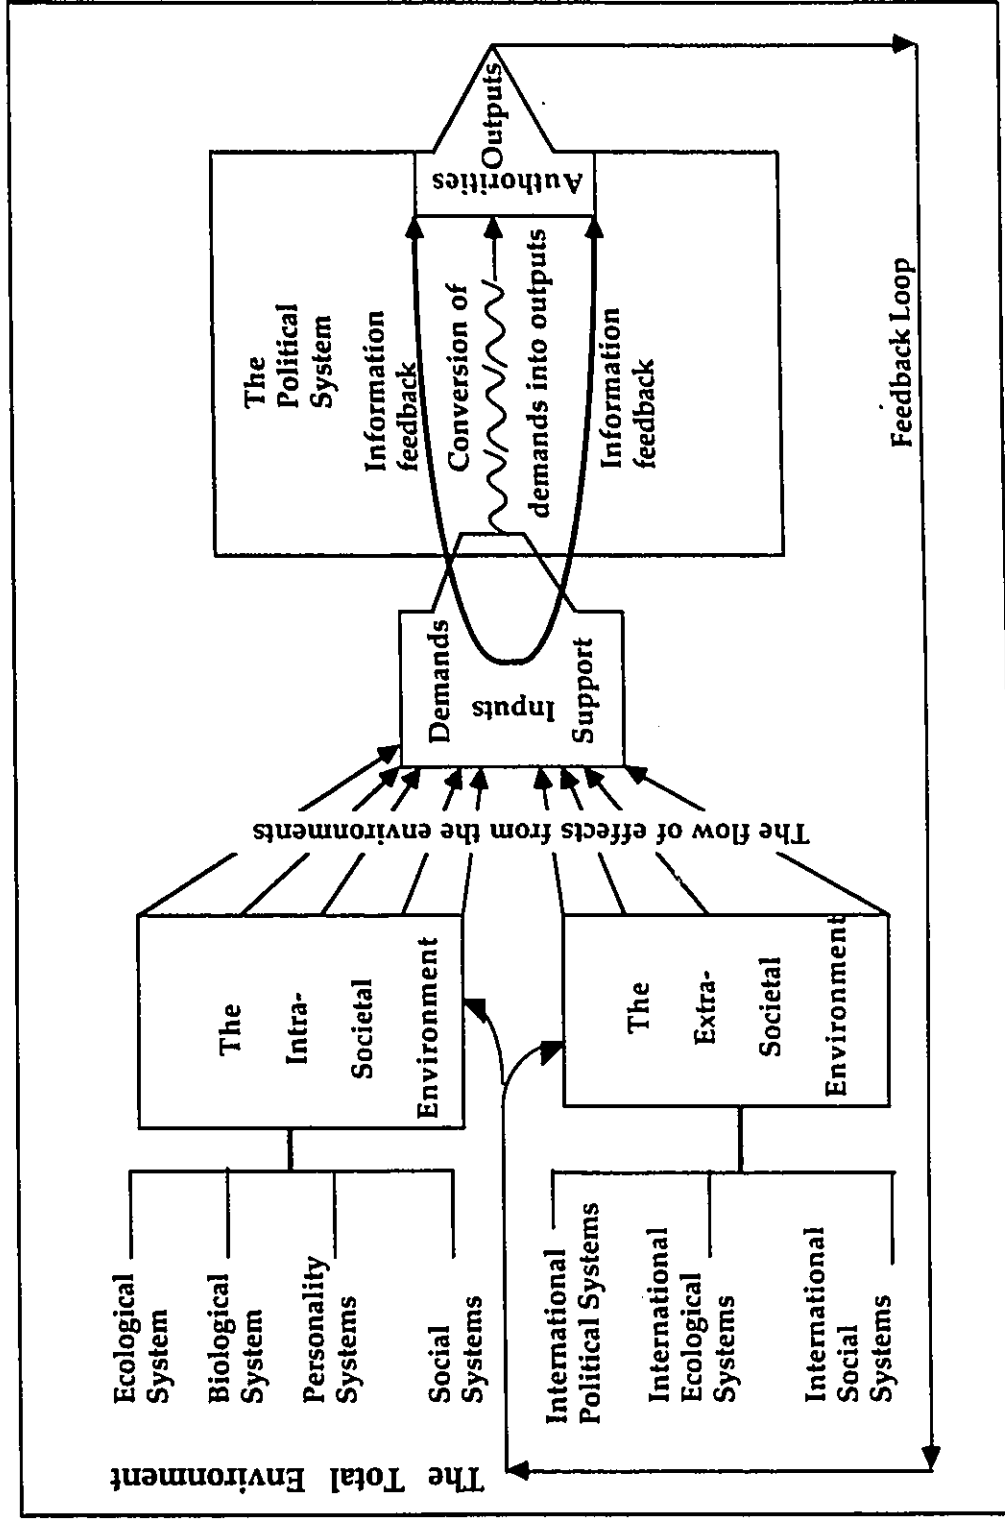 The Total Environment
Ecological
System
Biological
System
Personality
Systems
Social
Systems
International
Political Systems
International
Ecological
Systems
International
Social
Systems
The
Intra-
Societal
Environment
The
Extra-
Societal
Environment
The flow of effects from the environments
Demands
Inputs
Support
The
Political
System
Information
feedback
Conversion of
demands into outputs
Information
feedback
Authorities
Outputs
Feedback Loop